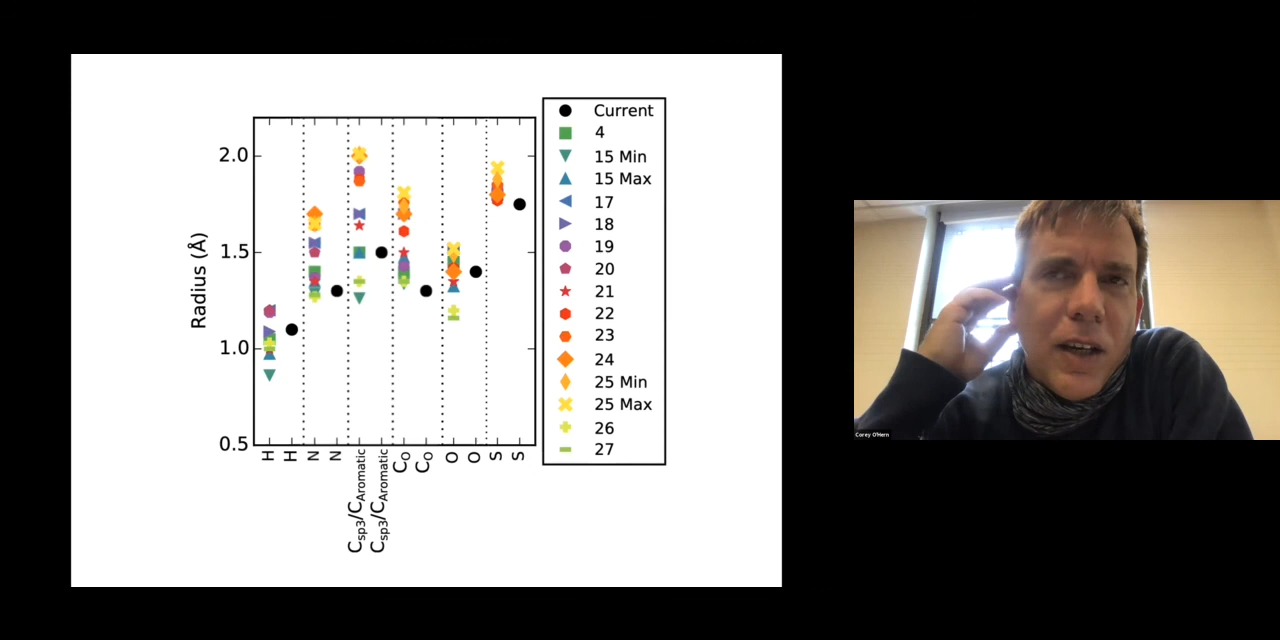 Current
4
15 Min
15 Max
17
18
19
20
21
22
23
24
25 Min
25 Max
26
27
2.0
1.5
1.0
0.5
Radius (Å)
H
H
N
N
Csp3/CAromatic
Csp3/CAromatic
CO
CO
O
O
S
S
Corey O'Hern